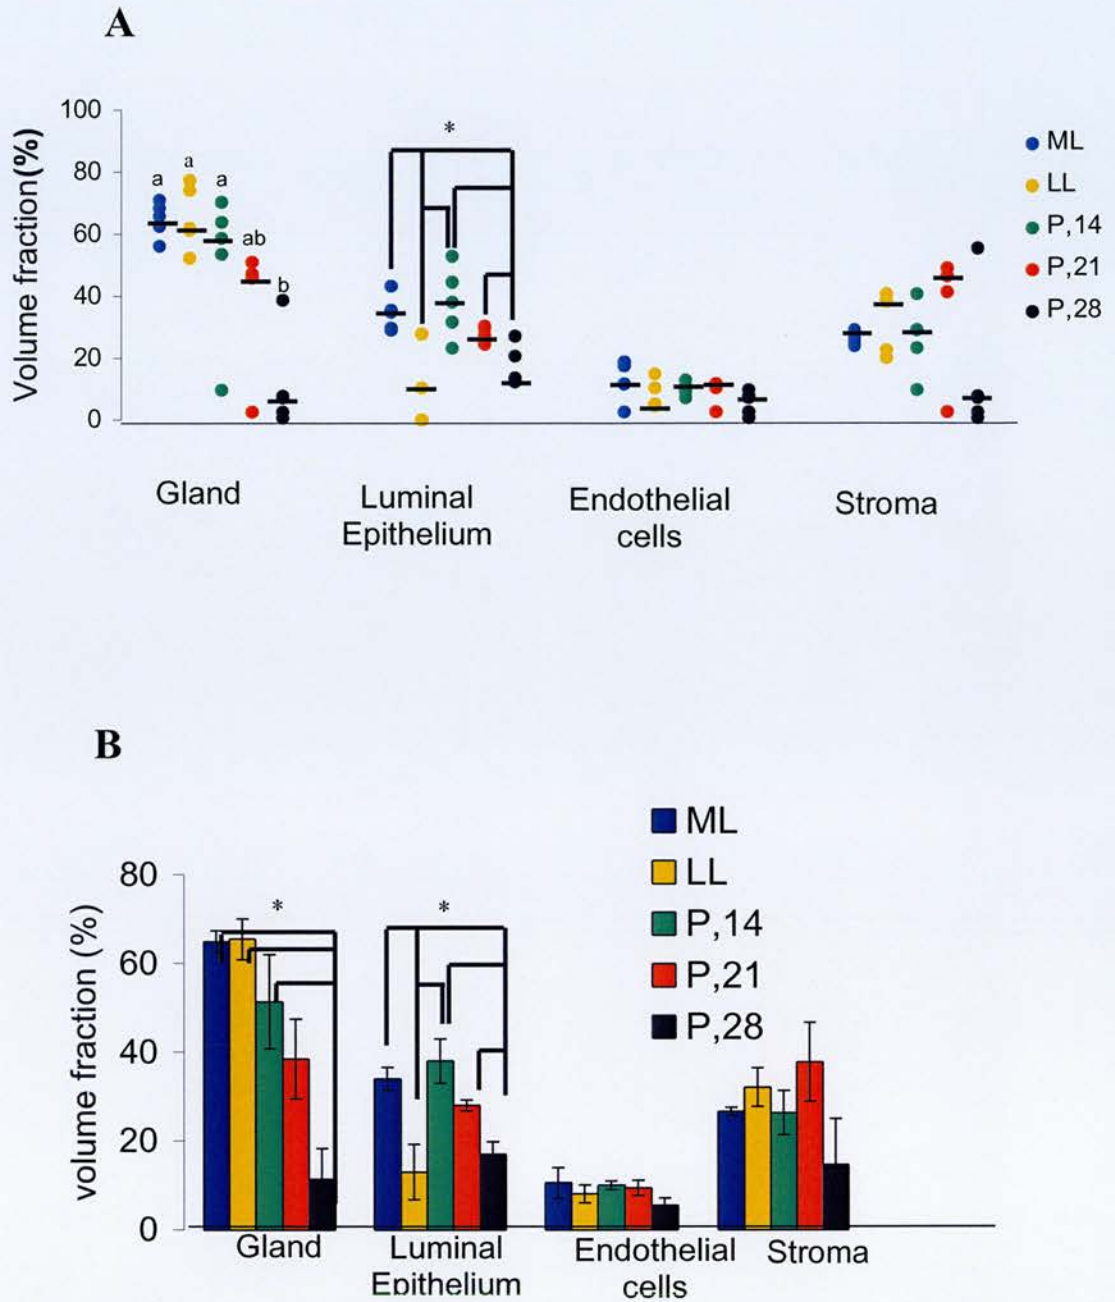 A
100
80
60
40
20
0
Volume fraction(%)
a
a
a
ab
b
*
ML
LL
P,14
P,21
P,28
Gland
Luminal
Epithelium
Endothelial
cells
Stroma
B
80
60
40
20
0
volume fraction (%)
*
*
ML
LL
P,14
P,21
P,28
Gland
Luminal
Epithelium
Endothelial
cells
Stroma